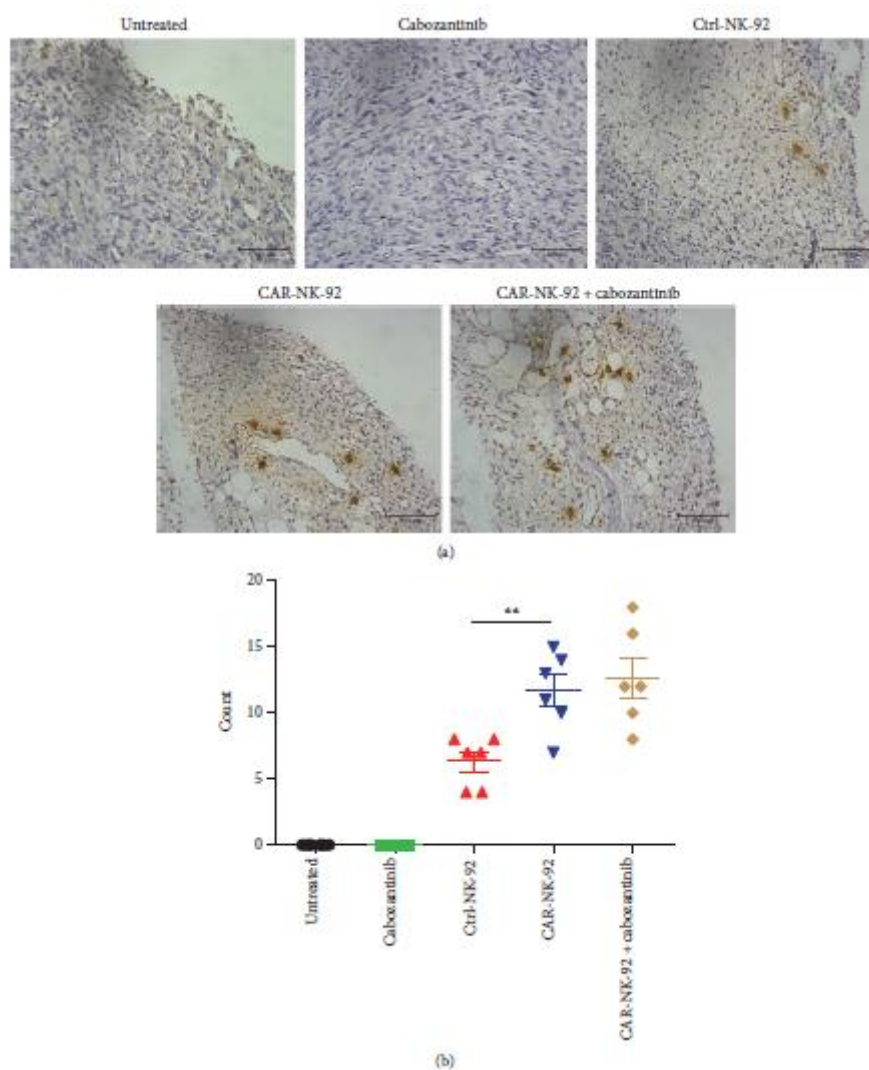 Untreated
Cabozantinib
Ctrl-NK-92
CAR-NK-92
CAR-NK-92 + cabozantinib
(a)
20
15
10
5
0
Count
**
Untreated
Cabozantinib
Ctrl-NK-92
CAR-NK-92
CAR-NK-92 + cabozantinib
(b)